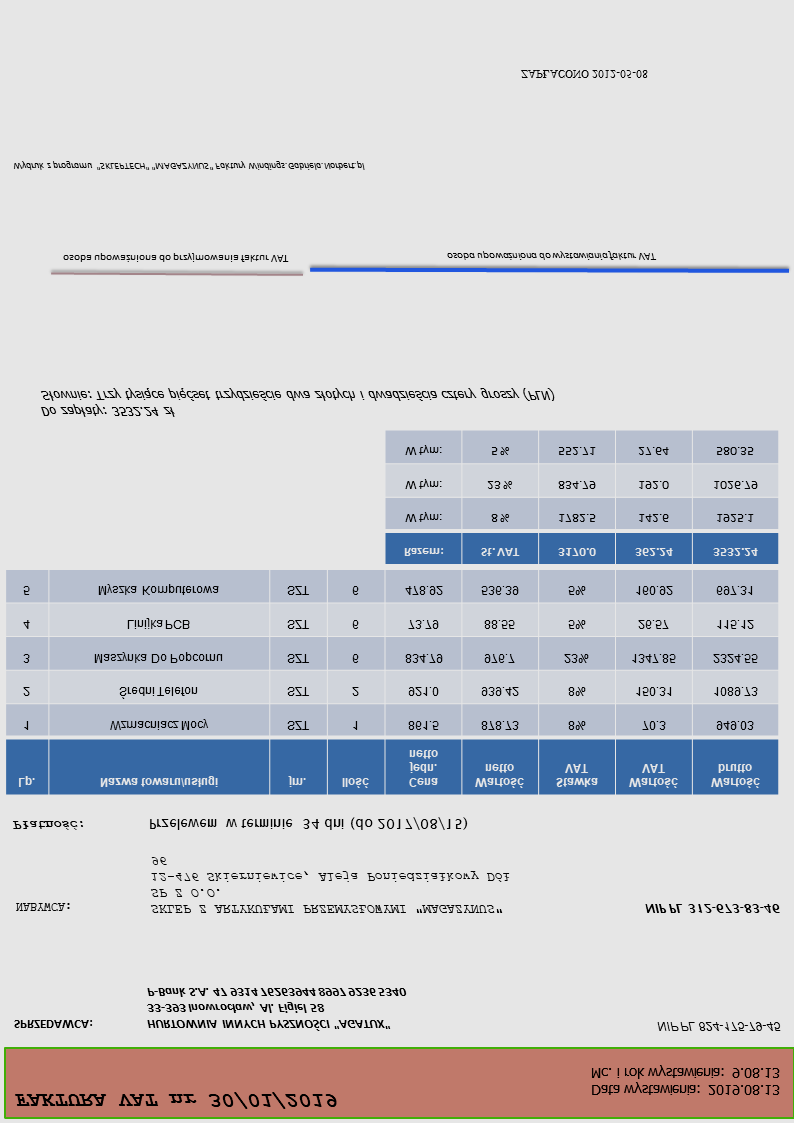 FAKTURA VAT nr 30/01/2019
Data wystawienia: 2019.08.13
Mc. i rok wystawienia: 9.08.13
SPRZEDAWCA: HURTOWNIA INNYCH PYSZNOŚCI "AGATUX" NIP PL 824-175-79-45
33-393 Inowrocław, Al. Figiel 58
P-Bank S.A. 47 9314 7626 3944 8997 9236 5340
NABYWCA: SKLEP Z ARTYKUŁAMI PRZEMYSŁOWYMI "MAGAZYNUS" NIP PL 312-673-83-46
SP Z O.O.
12-476 Skierniewice, Aleja Poniedziałkowy Dół
96
Płatność: Przelewem w terminie 34 dni (do 2017/08/15)
Lp. Nazwa towaru/usługi jm. Ilość Cena jedn. netto Wartość netto Stawka VAT Wartość VAT Wartość brutto
1 Wzmacniacz Mocy SZT 1 861.5 878.73 8% 70.3 949.03
2 Średni Telefon SZT 2 921.0 939.42 8% 150.31 1089.73
3 Maszynka Do Popcornu SZT 6 834.79 976.7 23% 1347.85 2324.55
4 Linijka PCB SZT 6 73.79 88.55 5% 26.57 115.12
5 Myszka Komputerowa SZT 6 478.92 536.39 5% 160.92 697.31
Razem: St.VAT 3170.0 362.24 3532.24
W tym: 8 % 1782.5 142.6 1925.1
W tym: 23 % 834.79 192.0 1026.79
W tym: 5 % 552.71 27.64 580.35
Do zapłaty: 3532.24 zł
Słownie: Trzy tysiące pięćset trzydzieście dwa złotych i dwadzieścia cztery groszy (PLN)
osoba upoważniona do przyjmowania faktur VAT osoba upoważniona do wystawiania faktur VAT
Wydruk z programu "SKLEPTECH" "MAGAZYNUS" Faktury Windings.Gabriela.Norbert.pl
ZAPŁACONO 2012-05-08